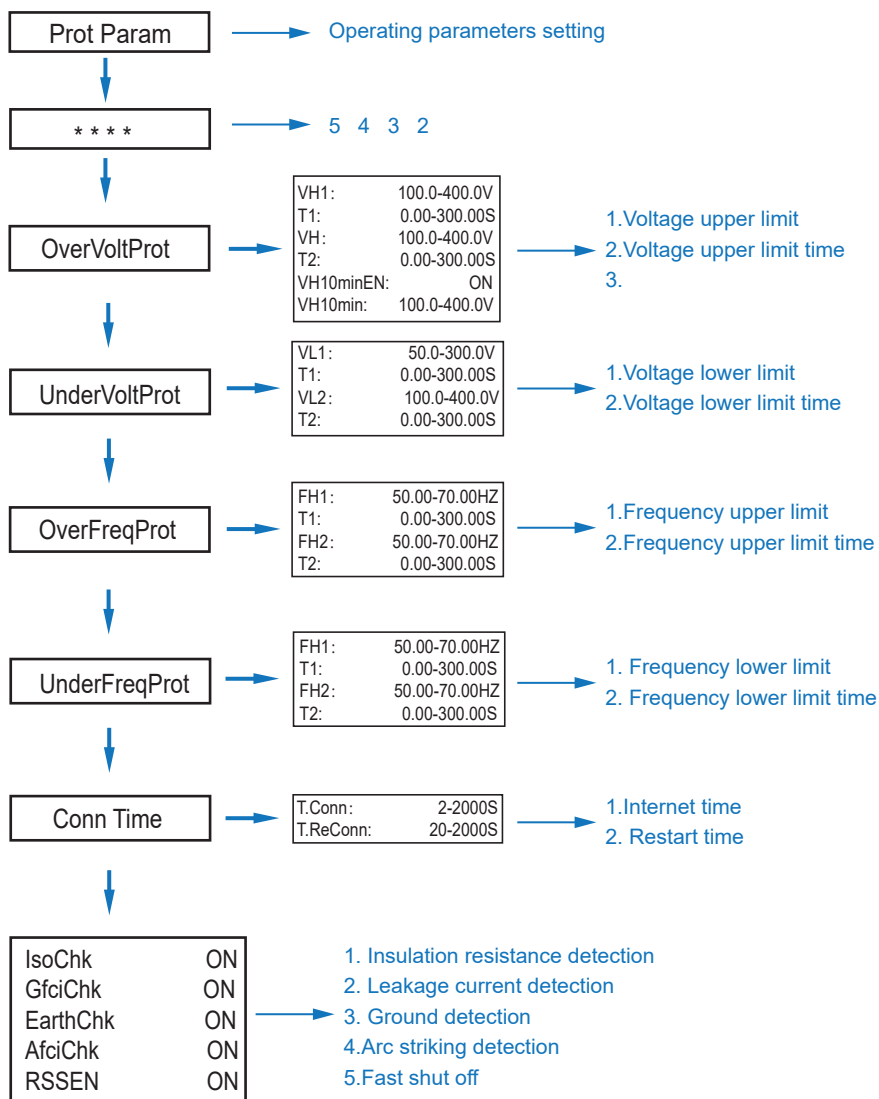 Prot Param
Operating parameters setting
* * * *
5 4 3 2
OverVoltProt
VH1: 100.0-400.0V
T1: 0.00-300.00S
VH: 100.0-400.0V
T2: 0.00-300.00S
VH10minEN: ON
VH10min: 100.0-400.0V
1.Voltage upper limit
2.Voltage upper limit time
3.
UnderVoltProt
VL1: 50.0-300.0V
T1: 0.00-300.00S
VL2: 100.0-400.0V
T2: 0.00-300.00S
1.Voltage lower limit
2.Voltage lower limit time
OverFreqProt
FH1: 50.00-70.00HZ
T1: 0.00-300.00S
FH2: 50.00-70.00HZ
T2: 0.00-300.00S
1.Frequency upper limit
2.Frequency upper limit time
UnderFreqProt
FH1: 50.00-70.00HZ
T1: 0.00-300.00S
FH2: 50.00-70.00HZ
T2: 0.00-300.00S
1. Frequency lower limit
2. Frequency lower limit time
Conn Time
T.Conn: 2-2000S
T.ReConn: 20-2000S
1.Internet time
2. Restart time
IsoChk ON
GfciChk ON
EarthChk ON
AfciChk ON
RSSEN ON
1. Insulation resistance detection
2. Leakage current detection
3. Ground detection
4.Arc striking detection
5.Fast shut off